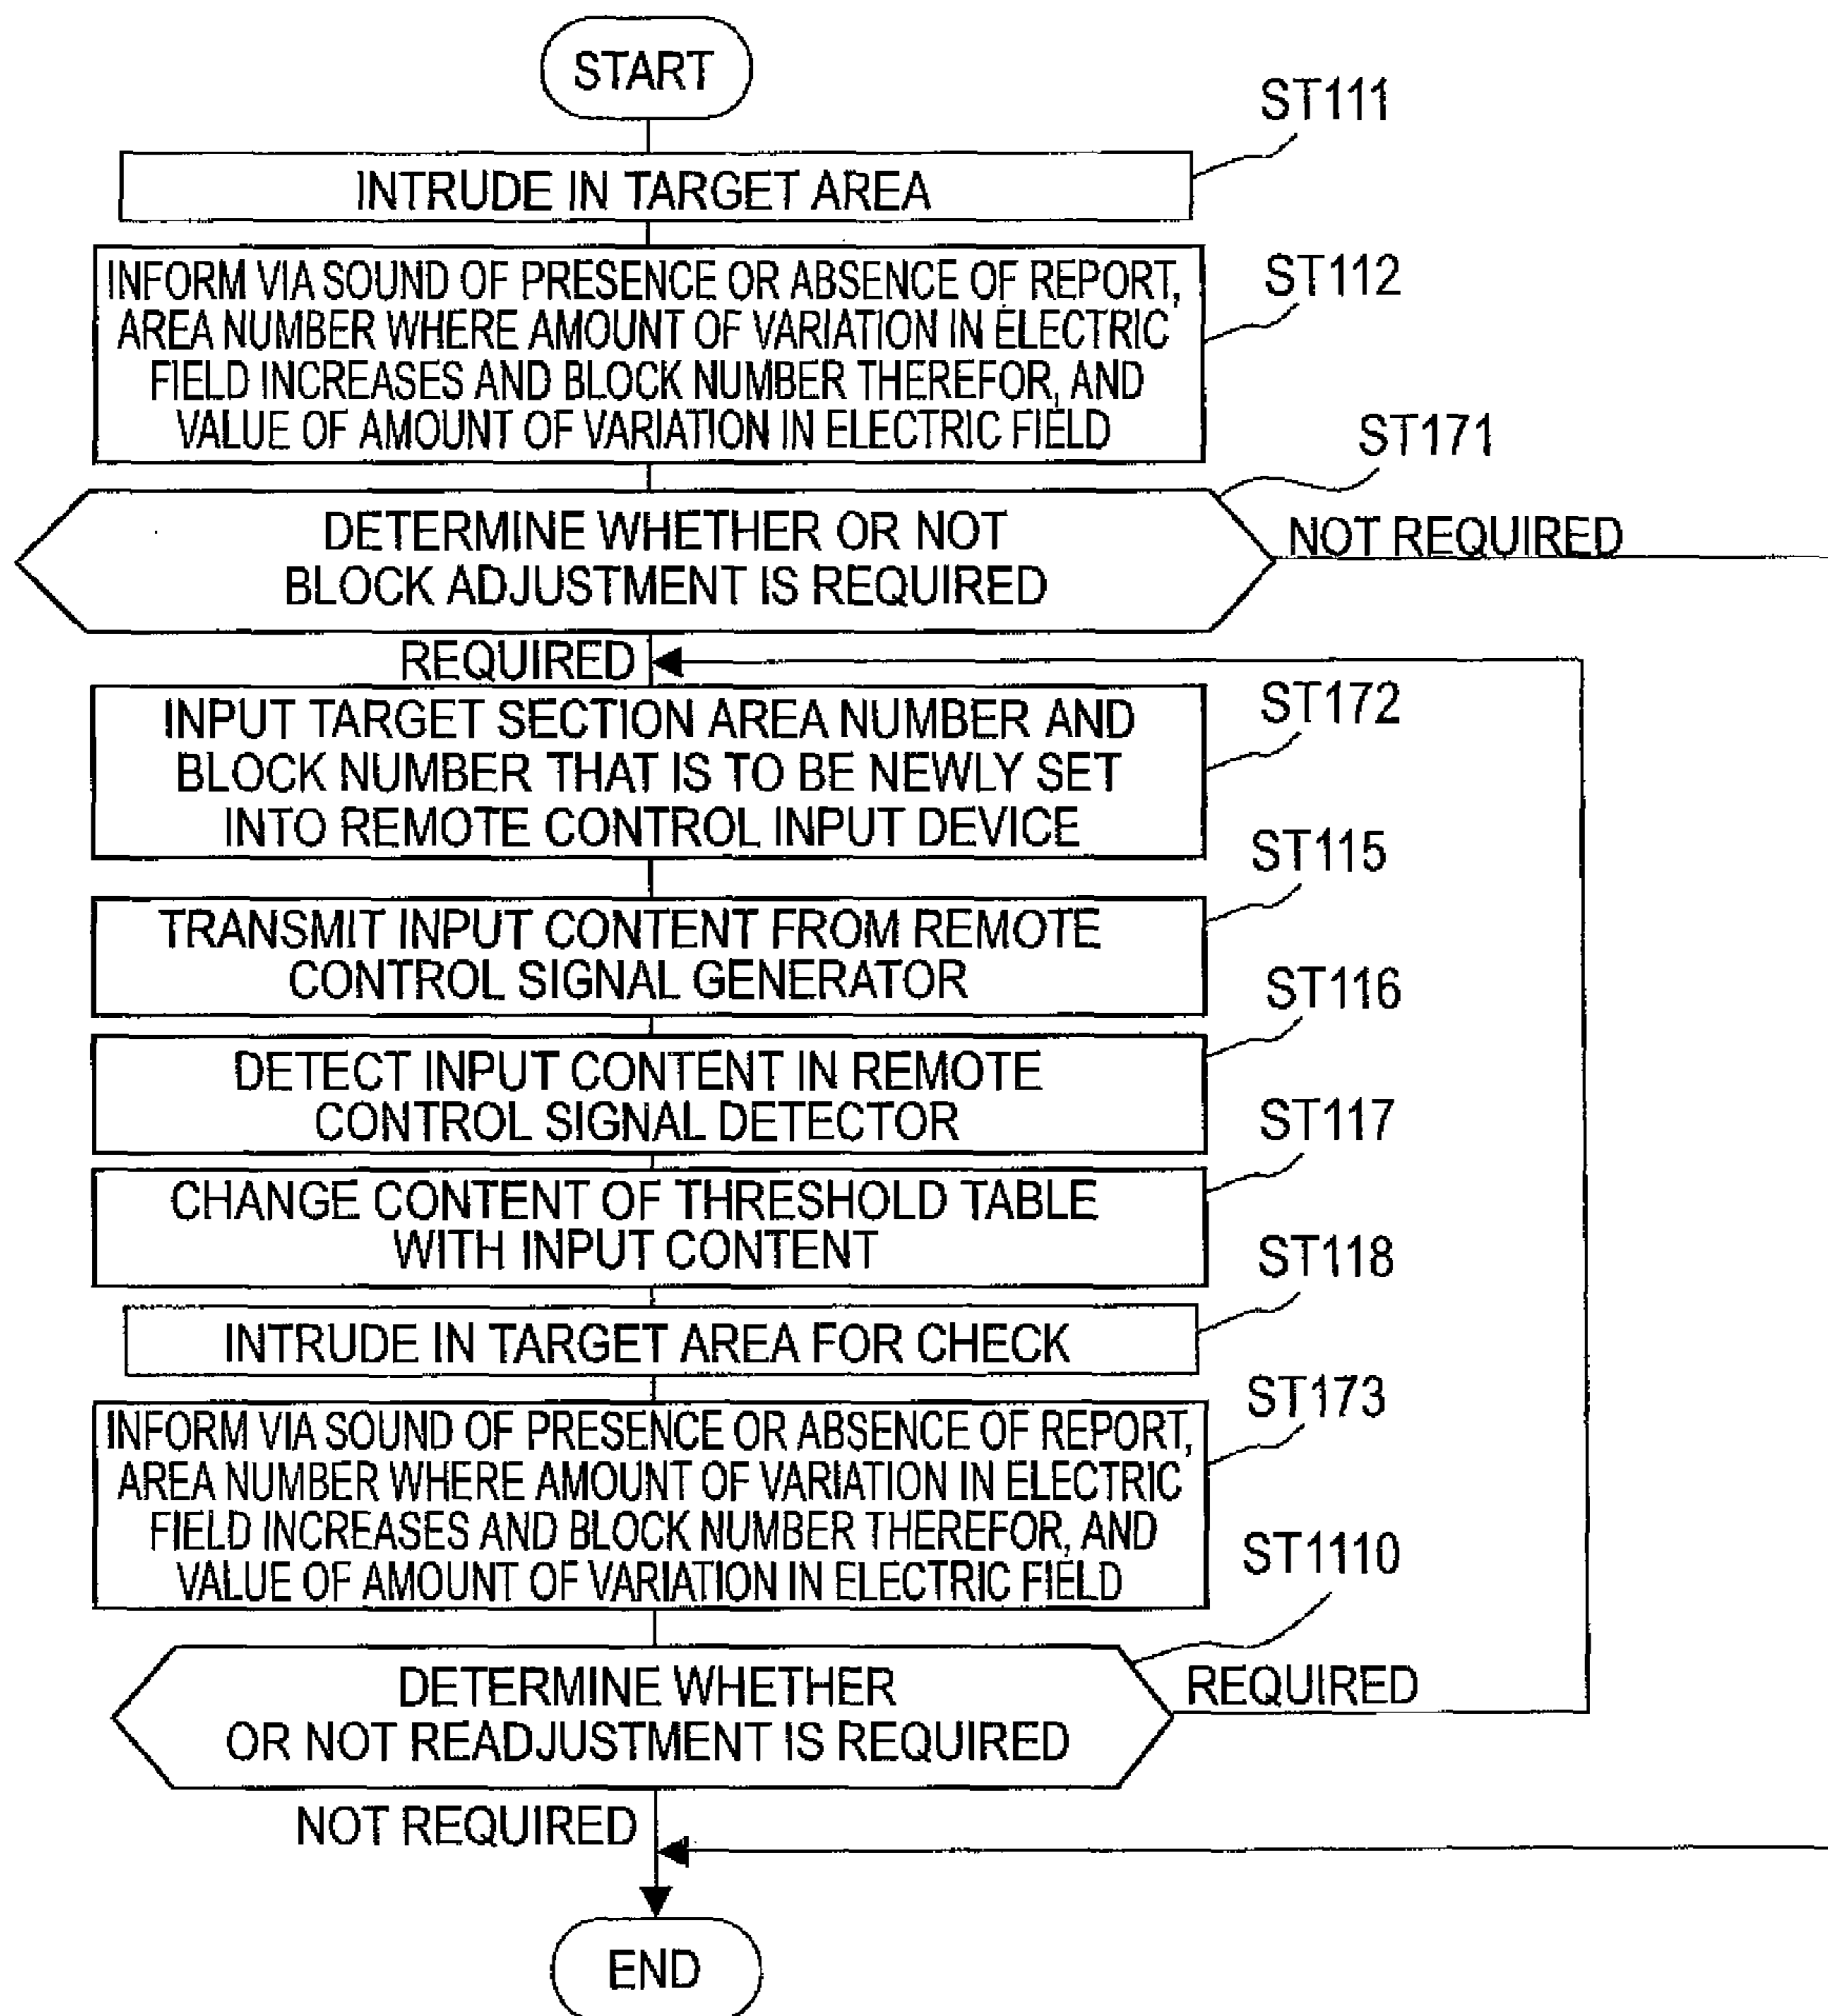 START
ST111
INTRUDE IN TARGET AREA
ST112
INFORM VIA SOUND OF PRESENCE OR ABSENCE OF REPORT,
AREA NUMBER WHERE AMOUNT OF VARIATION IN ELECTRIC
FIELD INCREASES AND BLOCK NUMBER THEREFOR, AND
VALUE OF AMOUNT OF VARIATION IN ELECTRIC FIELD
ST171
DETERMINE WHETHER OR NOT
BLOCK ADJUSTMENT IS REQUIRED
NOT REQUIRED
REQUIRED
ST172
INPUT TARGET SECTION AREA NUMBER AND
BLOCK NUMBER THAT IS TO BE NEWLY SET
INTO REMOTE CONTROL INPUT DEVICE
ST115
TRANSMIT INPUT CONTENT FROM REMOTE
CONTROL SIGNAL GENERATOR
ST116
DETECT INPUT CONTENT IN REMOTE
CONTROL SIGNAL DETECTOR
ST117
CHANGE CONTENT OF THRESHOLD TABLE
WITH INPUT CONTENT
ST118
INTRUDE IN TARGET AREA FOR CHECK
ST173
INFORM VIA SOUND OF PRESENCE OR ABSENCE OF REPORT,
AREA NUMBER WHERE AMOUNT OF VARIATION IN ELECTRIC
FIELD INCREASES AND BLOCK NUMBER THEREFOR, AND
VALUE OF AMOUNT OF VARIATION IN ELECTRIC FIELD
ST1110
DETERMINE WHETHER
OR NOT READJUSTMENT IS REQUIRED
REQUIRED
NOT REQUIRED
END